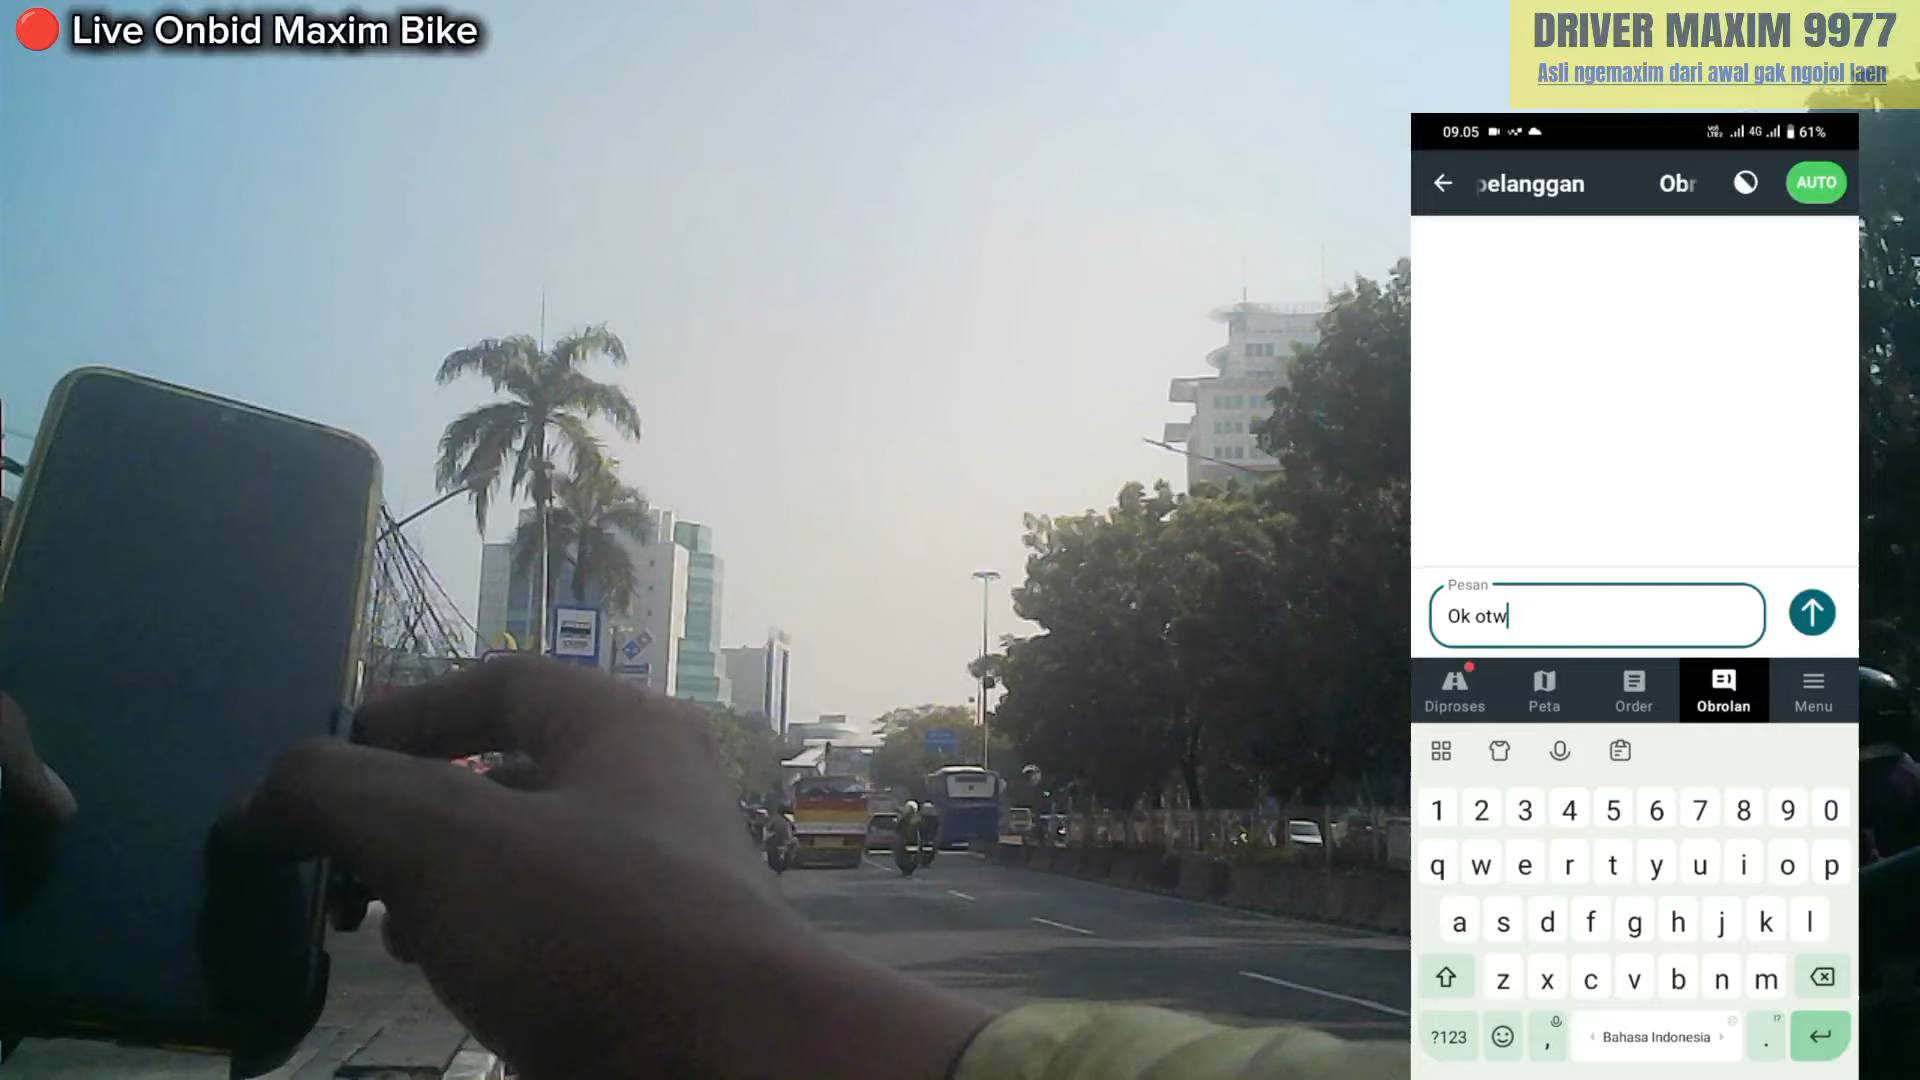 🔴 Live Onbid Maxim Bike
DRIVER MAXIM 9977
Asli ngemaxim dari awal gak ngojol laen
09.05
4G
61%
pelanggan
Obr
AUTO
Pesan
Ok otw
Diproses
Peta
Order
Obrolan
Menu
1 2 3 4 5 6 7 8 9 0
q w e r t y u i o p
a s d f g h j k l
z x c v b n m
?123
,
Bahasa Indonesia
.